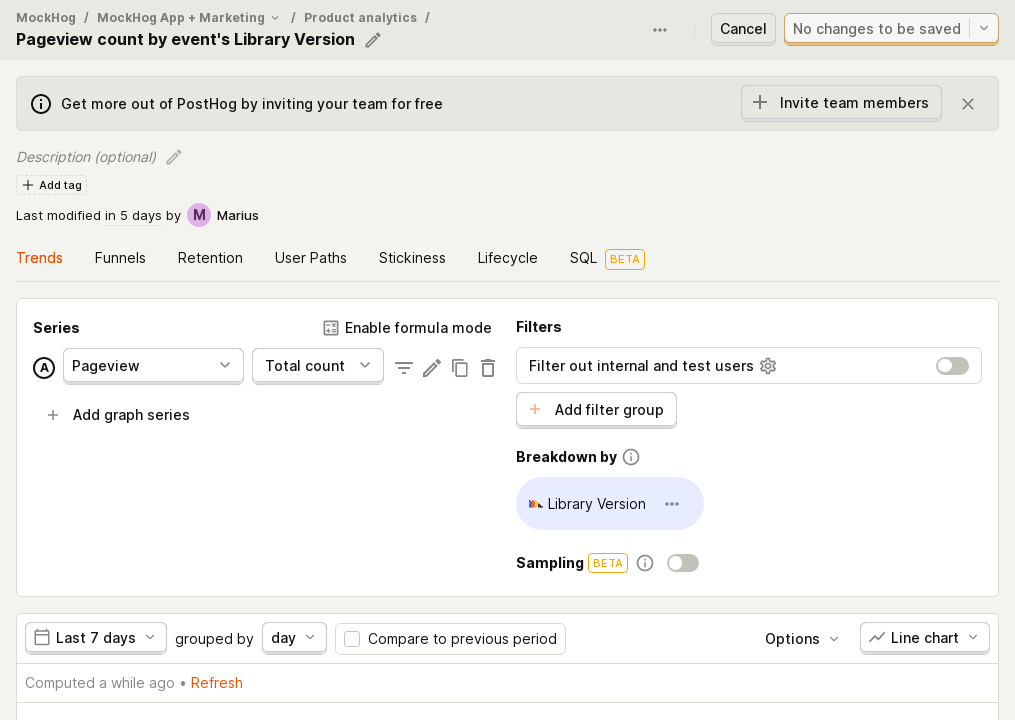 MockHog / MockHog App + Marketing / Product analytics /
Pageview count by event's Library Version
Cancel
No changes to be saved
Get more out of PostHog by inviting your team for free
Invite team members
Description (optional)
Add tag
Last modified in 5 days by M Marius
Trends Funnels Retention User Paths Stickiness Lifecycle SQL BETA
Series
Enable formula mode
A Pageview Total count
Add graph series
Filters
Filter out internal and test users
Add filter group
Breakdown by
Library Version
Sampling BETA
Last 7 days grouped by day Compare to previous period Options Line chart
Computed a while ago • Refresh